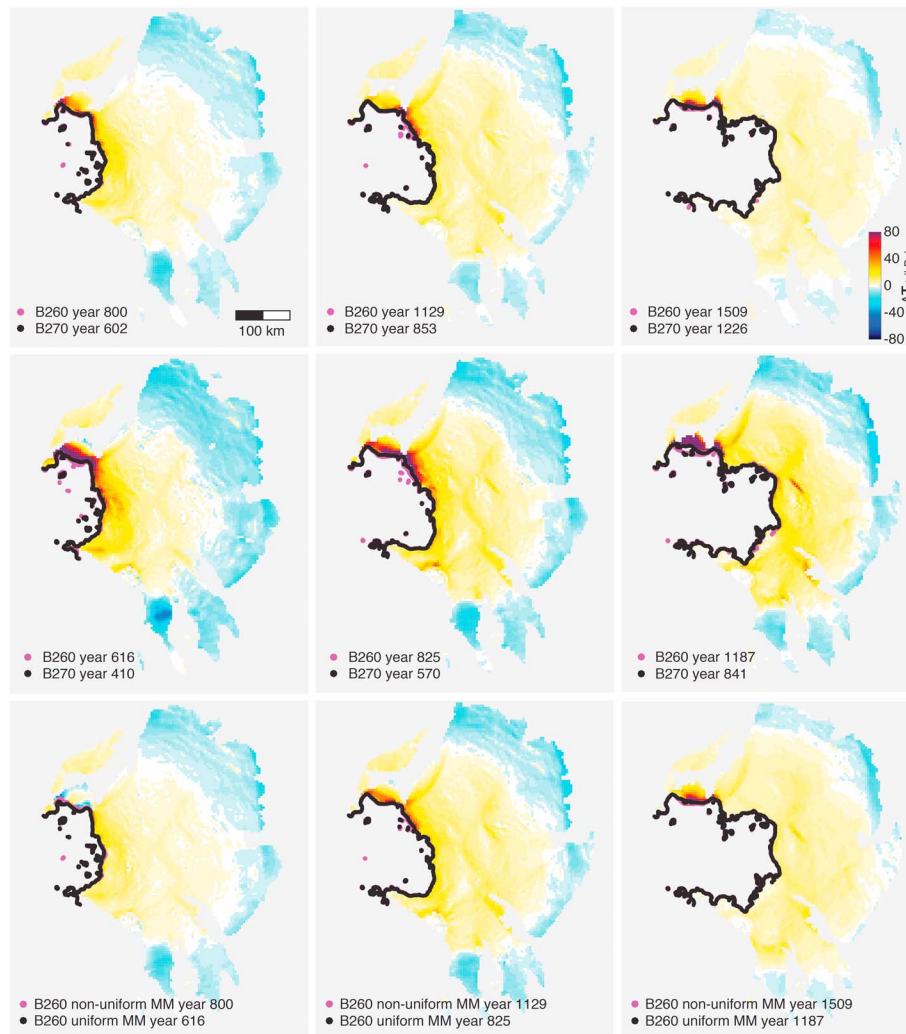 B260 year 800
B270 year 602
100 km
B260 year 1129
B270 year 853
B260 year 1509
B270 year 1226
80
40
0
-40
-80
B260 year 616
B270 year 410
B260 year 825
B270 year 570
B260 year 1187
B270 year 841
B260 non-uniform MM year 800
B260 uniform MM year 616
B260 non-uniform MM year 1129
B260 uniform MM year 825
B260 non-uniform MM year 1509
B260 uniform MM year 1187